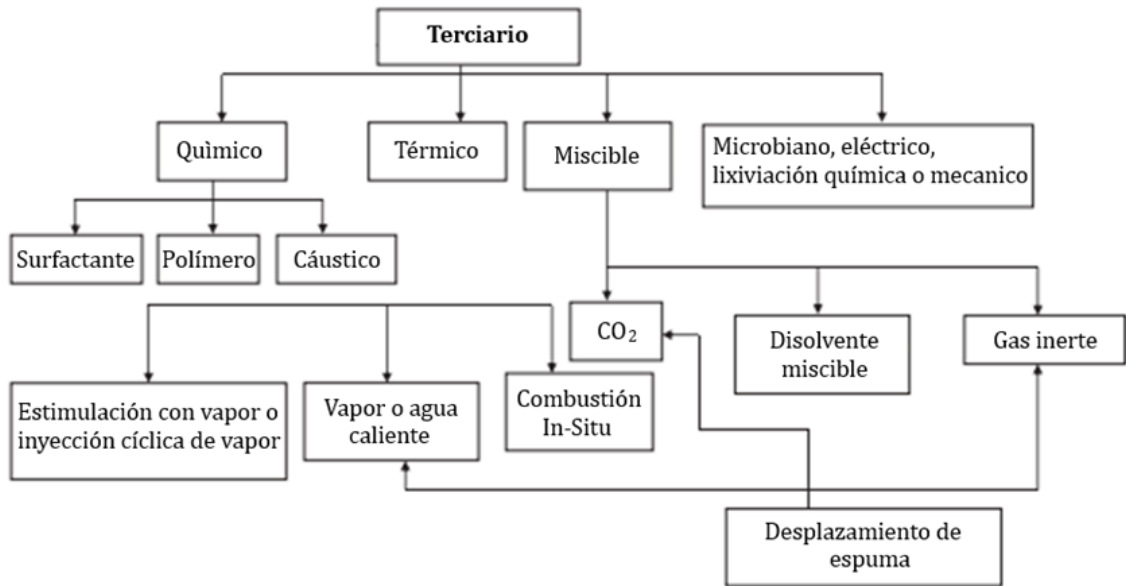 Terciario
Quìmico
Térmico
Miscible
Microbiano, eléctrico,
lixiviación química o mecanico
Surfactante
Polímero
Cáustico
CO₂
Disolvente
miscible
Gas inerte
Estimulación con vapor o
inyección cíclica de vapor
Vapor o agua
caliente
Combustión
In-Situ
Desplazamiento de
espuma